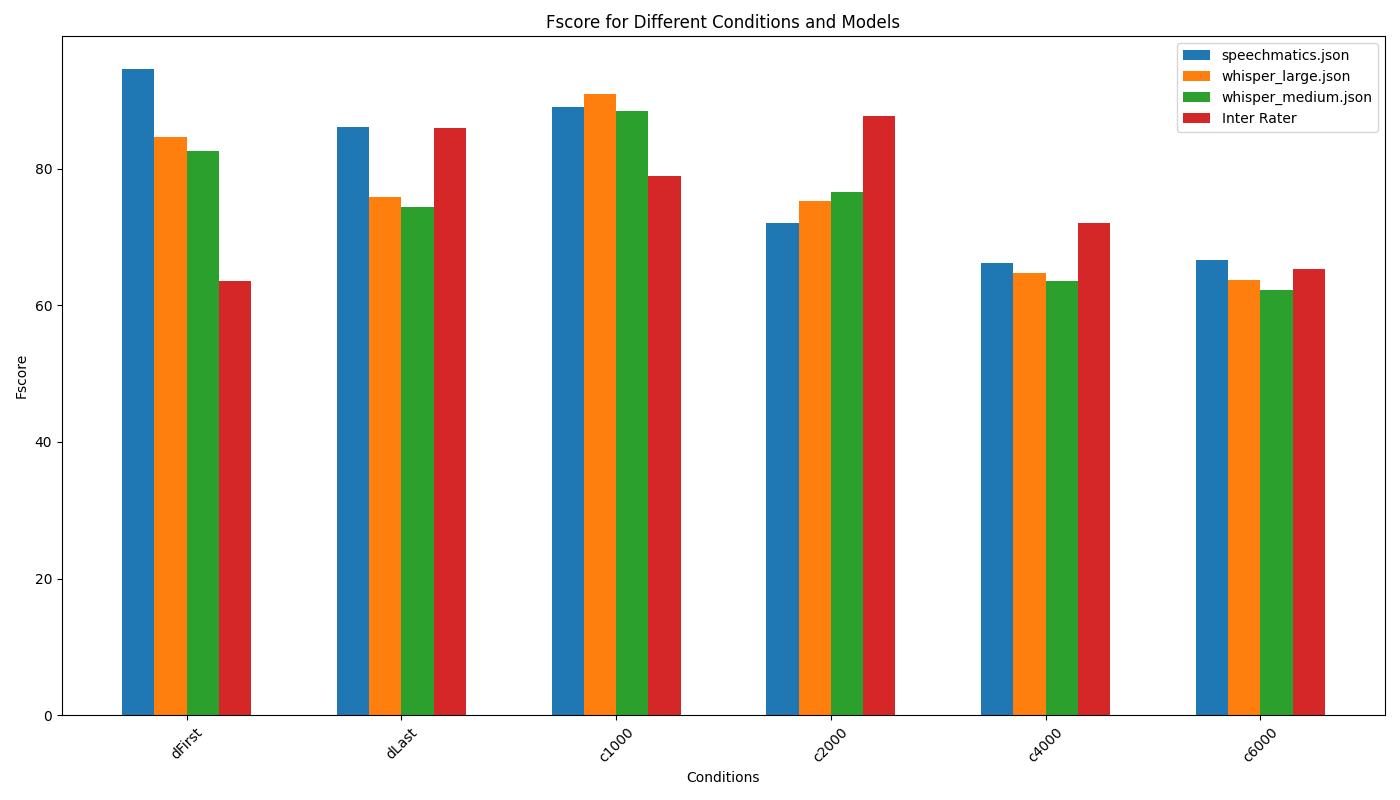 Fscore for Different Conditions and Models
speechmatics.json
whisper_large.json
whisper_medium.json
Inter Rater
Fscore
80
60
40
20
0
dFirst
dLast
c1000
c2000
c4000
c6000
Conditions